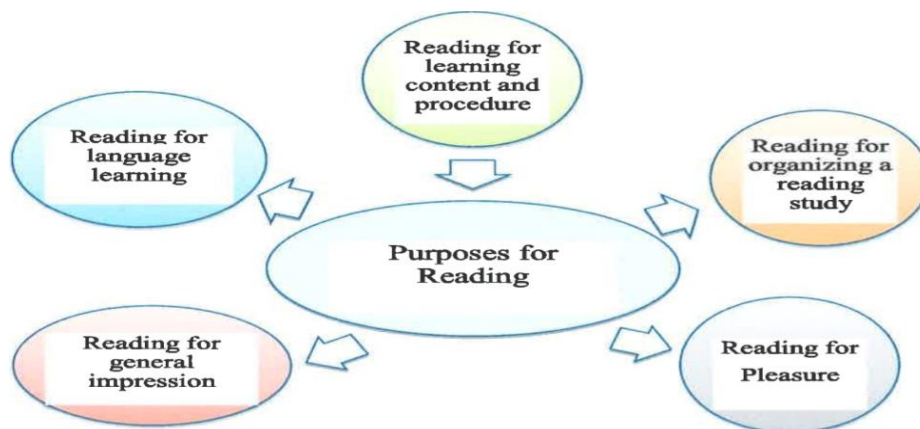 Reading for
learning
content and
procedure
Reading for
language
learning
Reading for
organizing a
reading
study
Purposes for
Reading
Reading for
general
impression
Reading for
Pleasure